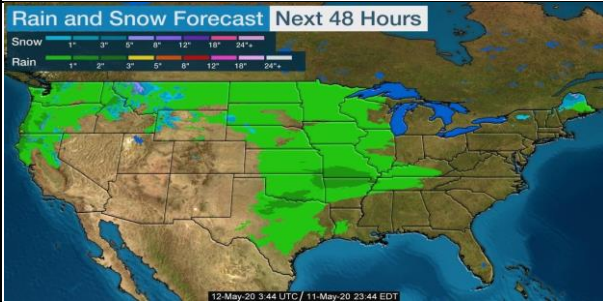 Rain and Snow Forecast Next 48 Hours
Snow 1" 3" 5" 8" 12" 18" 24"+
Rain 1" 2" 3" 5" 8" 12" 18" 24"+
12-May-20 3:44 UTC / 11-May-20 23:44 EDT